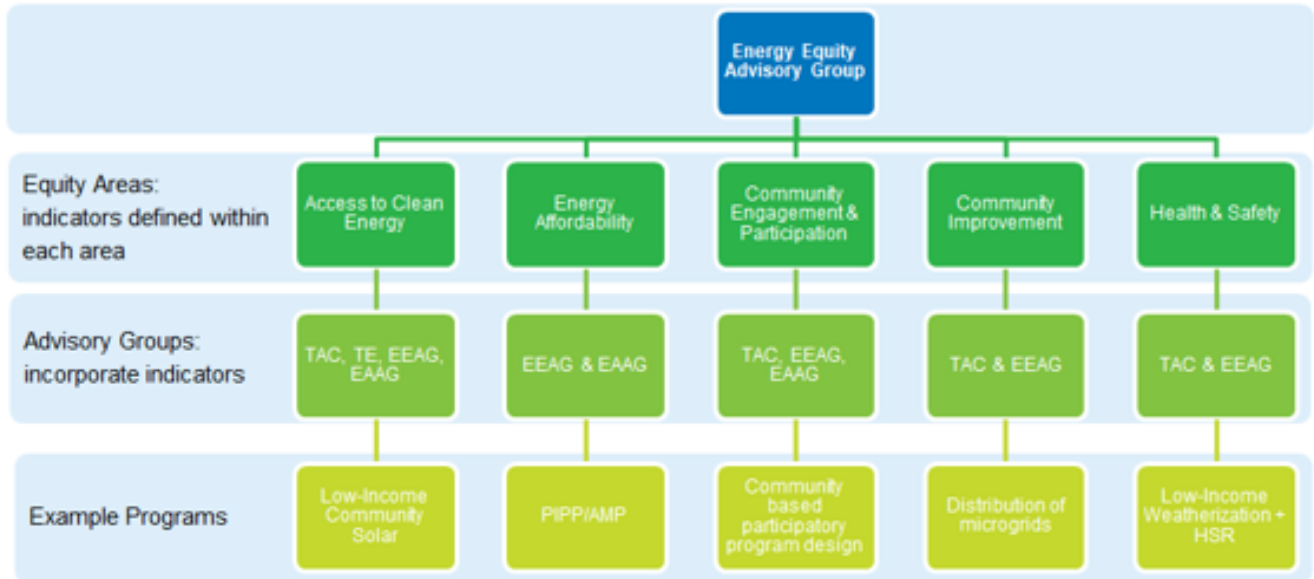 Energy Equity
Advisory Group
Equity Areas:
indicators defined within
each area
Access to Clean
Energy
Energy
Affordability
Community
Engagement &
Participation
Community
Improvement
Health & Safety
Advisory Groups:
incorporate indicators
TAC, TE, EEAG,
EAAG
EEAG & EAAG
TAC, EEAG,
EAAG
TAC & EEAG
TAC & EEAG
Example Programs
Low-Income
Community
Solar
PIPP/AMP
Community
based
participatory
program design
Distribution of
microgrids
Low-Income
Weatherization +
HSR